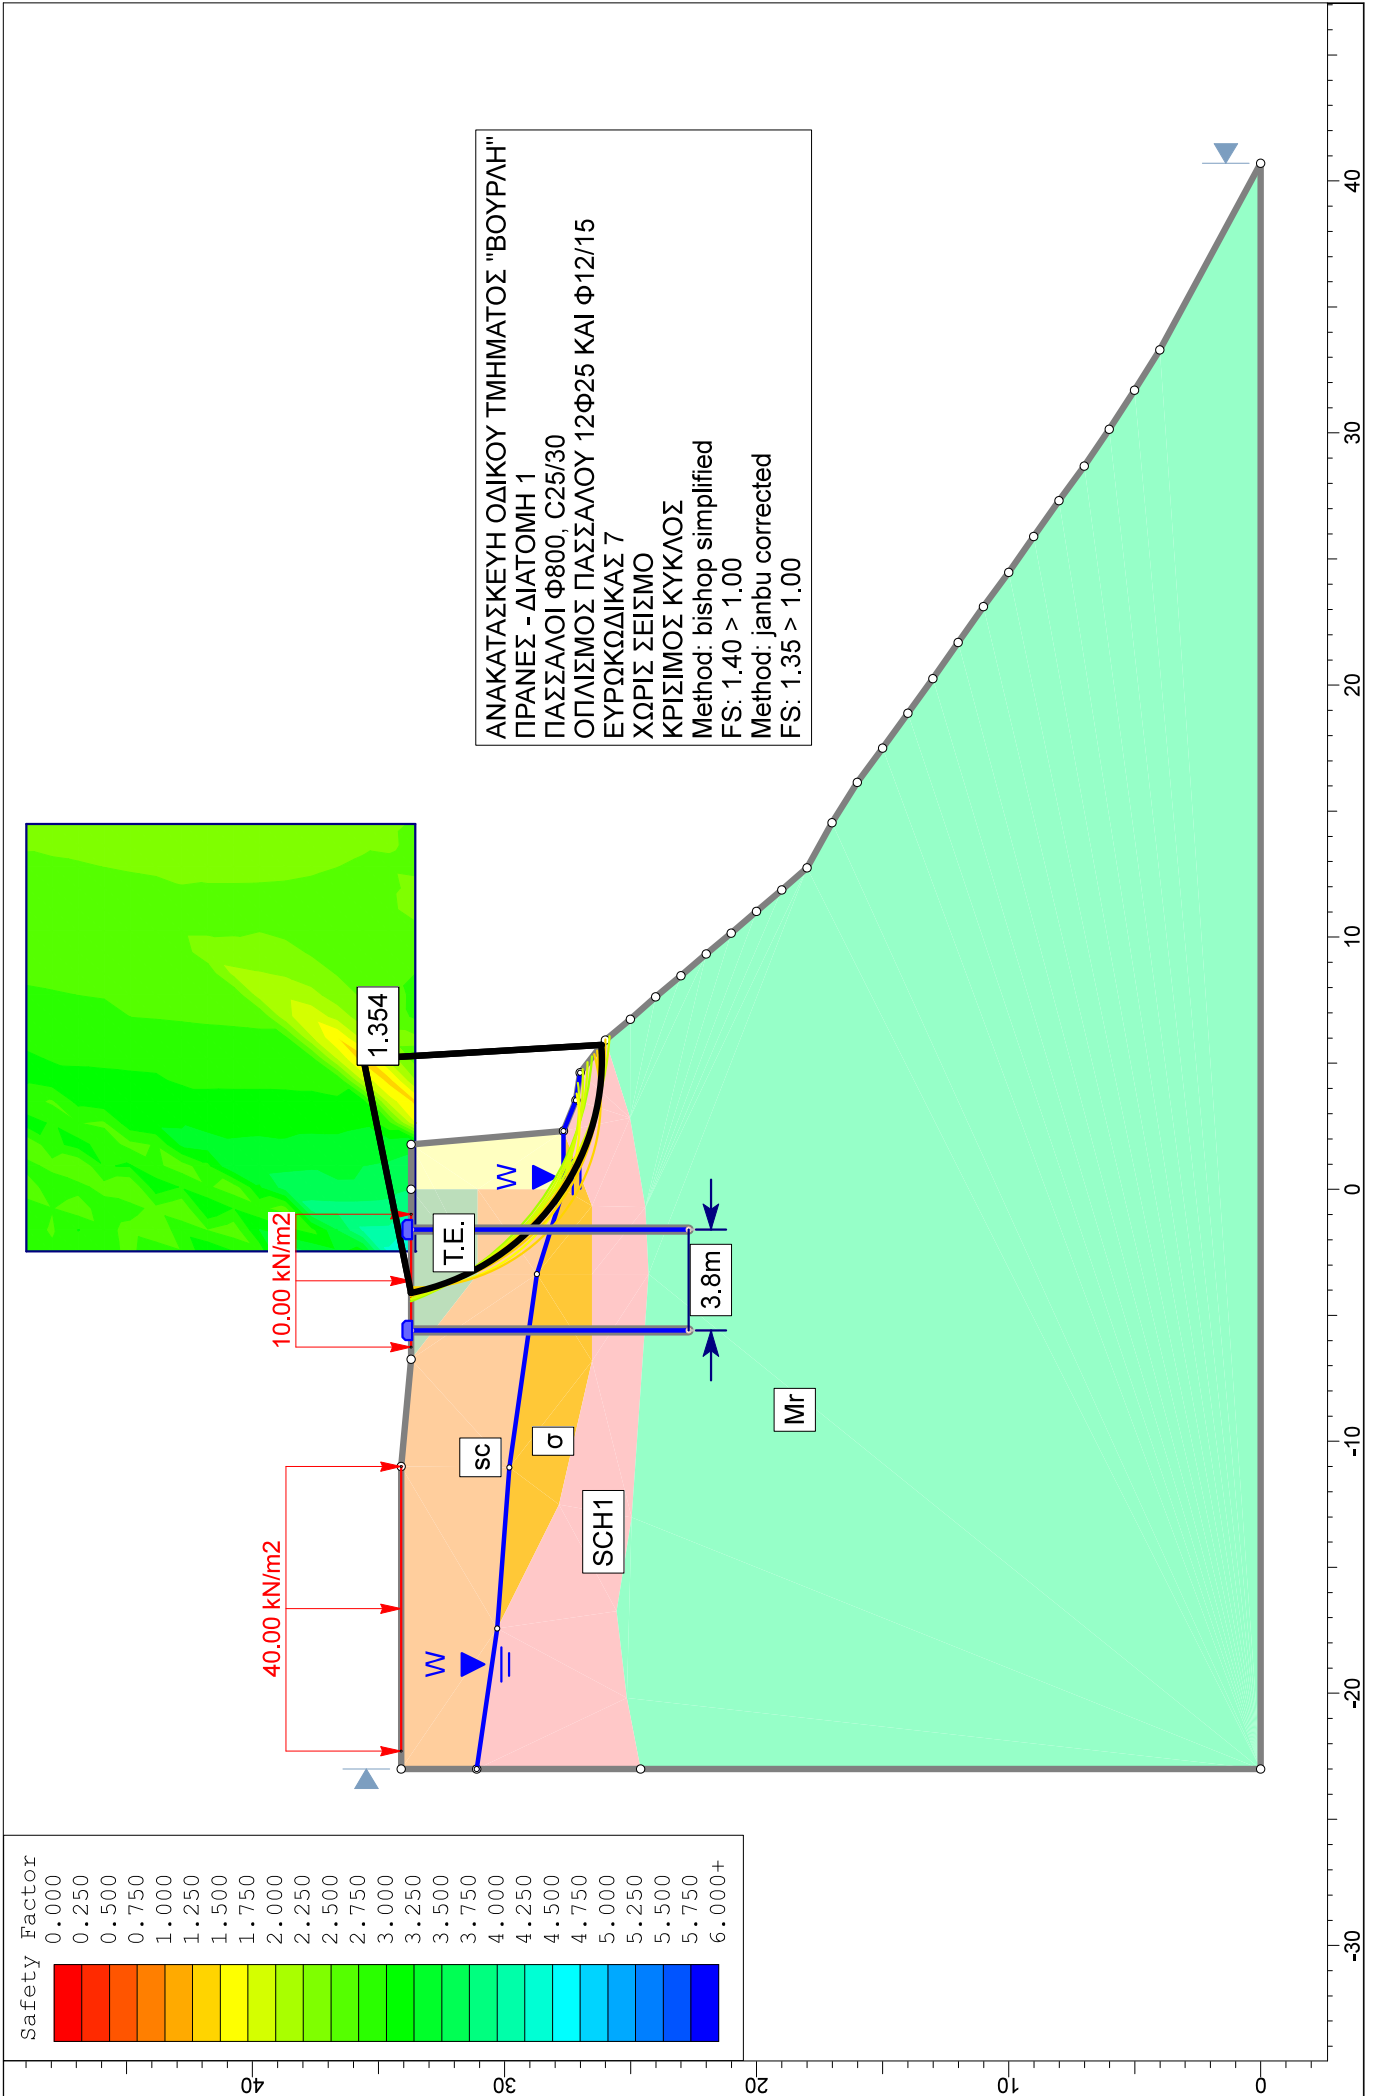 Safety Factor
0.000
0.250
0.500
0.750
1.000
1.250
1.500
1.750
2.000
2.250
2.500
2.750
3.000
3.250
3.500
3.750
4.000
4.250
4.500
4.750
5.000
5.250
5.500
5.750
6.000+
40.00 kN/m2
10.00 kN/m2
1.354
W
W
T.E.
sc
σ
SCH1
Mr
3.8m
ΑΝΑΚΑΤΑΣΚΕΥΗ ΟΔΙΚΟΥ ΤΜΗΜΑΤΟΣ "ΒΟΥΡΛΗ"
ΠΡΑΝΕΣ - ΔΙΑΤΟΜΗ 1
ΠΑΣΣΑΛΟΙ Φ800, C25/30
ΟΠΛΙΣΜΟΣ ΠΑΣΣΑΛΟΥ 12Φ25 ΚΑΙ Φ12/15
ΕΥΡΩΚΩΔΙΚΑΣ 7
ΧΩΡΙΣ ΣΕΙΣΜΟ
ΚΡΙΣΙΜΟΣ ΚΥΚΛΟΣ
Method: bishop simplified
FS: 1.40 > 1.00
Method: janbu corrected
FS: 1.35 > 1.00
40
30
20
10
0
-30
-20
-10
0
10
20
30
40